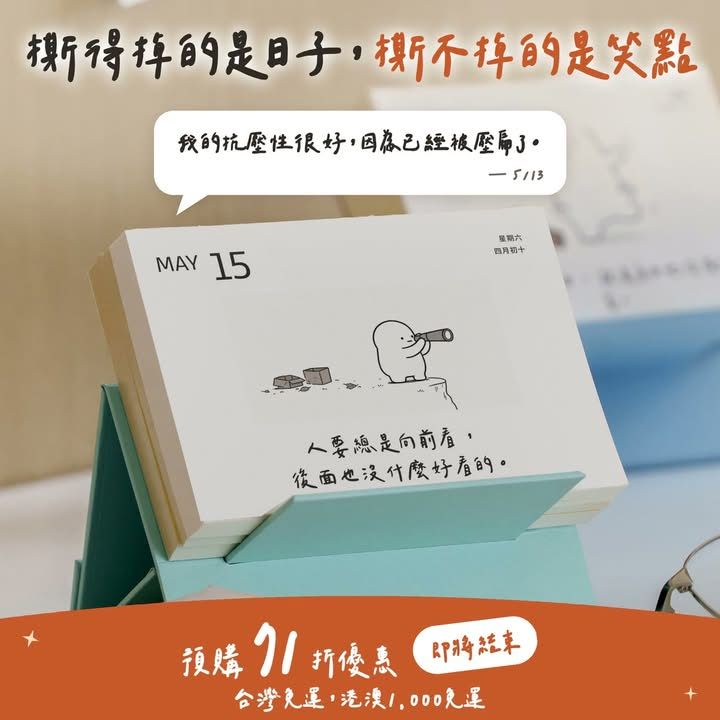 撕得掉的是日子，撕不掉的是笑點
我的抗壓性很好，因為已經被壓扁了。
— 5/13
MAY 15
星期六
四月初十
人要總是向前看，
後面也沒什麼好看的。
預購 71 折優惠
即將結束
台灣免運，港澳1,000免運